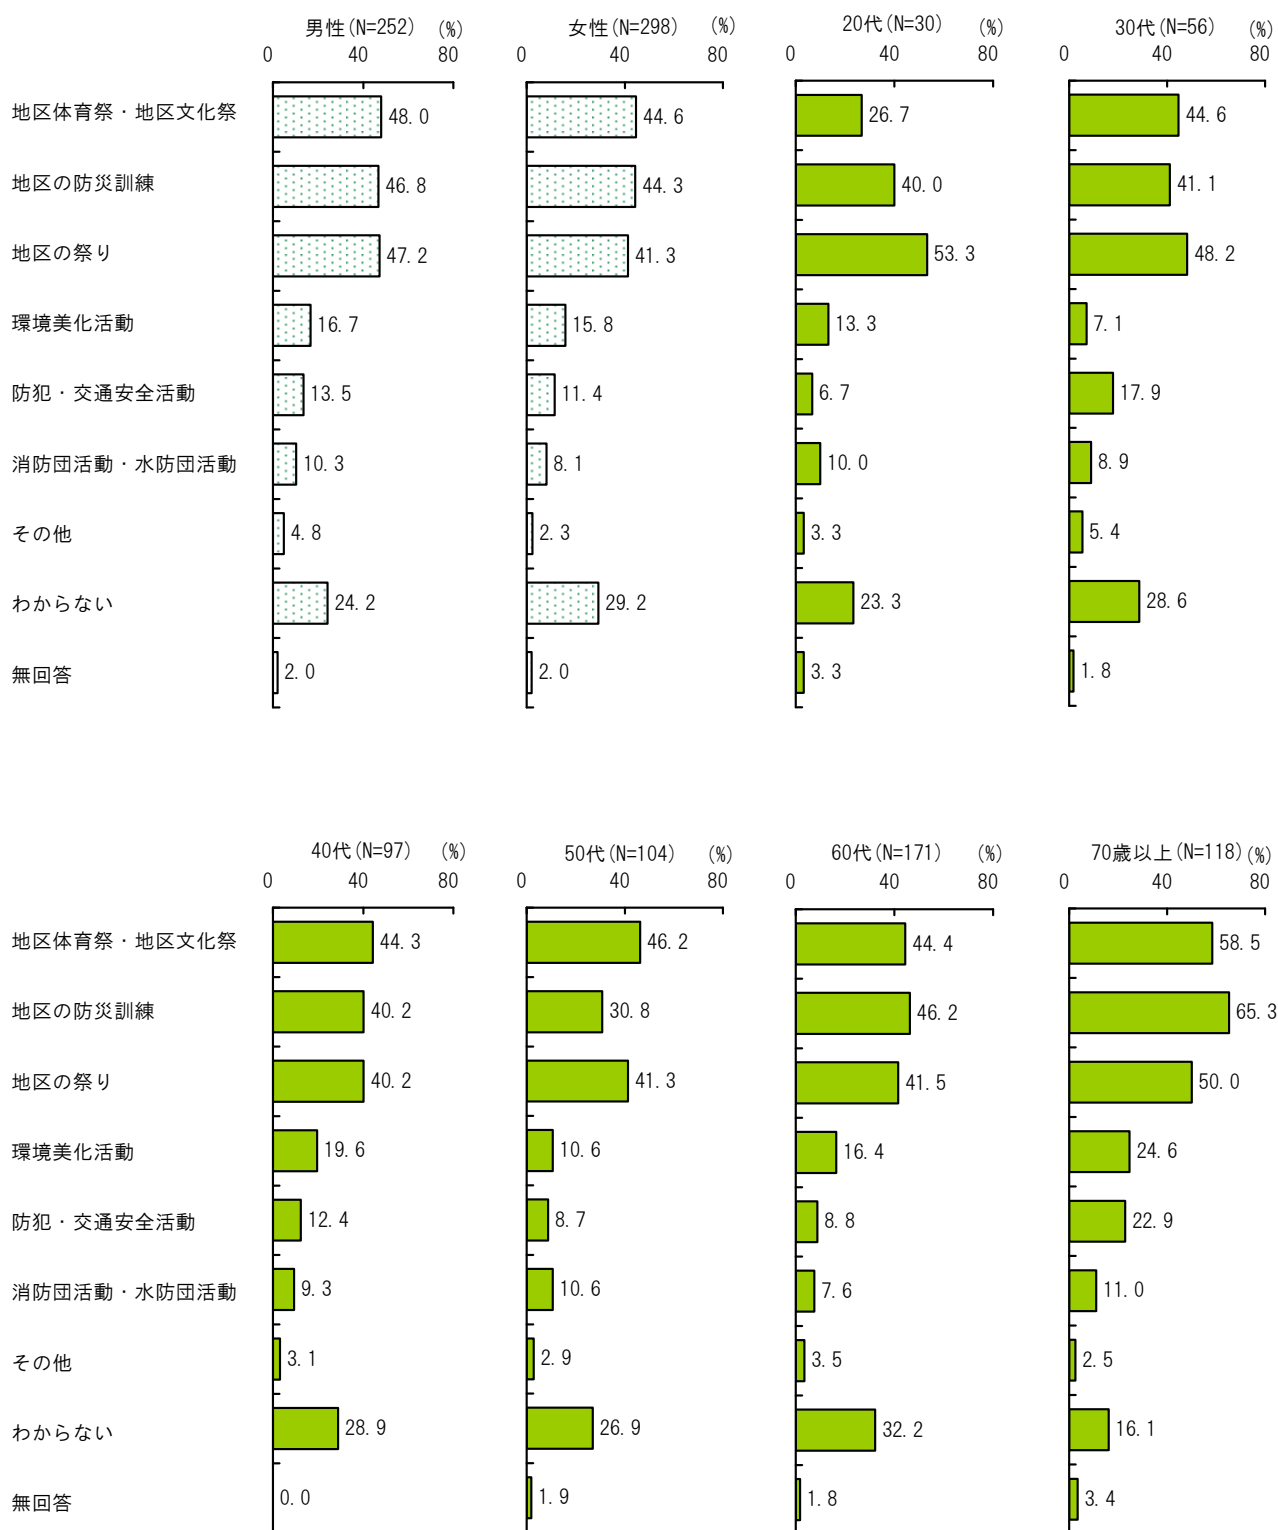 男性(N=252) (%) 女性(N=298) (%) 20代(N=30) (%) 30代(N=56) (%)
0 40 80 0 40 80 0 40 80 0 40 80
地区体育祭・地区文化祭 48.0 44.6 26.7 44.6
地区の防災訓練 46.8 44.3 40.0 41.1
地区の祭り 47.2 41.3 53.3 48.2
環境美化活動 16.7 15.8 13.3 7.1
防犯・交通安全活動 13.5 11.4 6.7 17.9
消防団活動・水防団活動 10.3 8.1 10.0 8.9
その他 4.8 2.3 3.3 5.4
わからない 24.2 29.2 23.3 28.6
無回答 2.0 2.0 3.3 1.8
40代(N=97) (%) 50代(N=104) (%) 60代(N=171) (%) 70歳以上(N=118) (%)
0 40 80 0 40 80 0 40 80 0 40 80
地区体育祭・地区文化祭 44.3 46.2 44.4 58.5
地区の防災訓練 40.2 30.8 46.2 65.3
地区の祭り 40.2 41.3 41.5 50.0
環境美化活動 19.6 10.6 16.4 24.6
防犯・交通安全活動 12.4 8.7 8.8 22.9
消防団活動・水防団活動 9.3 10.6 7.6 11.0
その他 3.1 2.9 3.5 2.5
わからない 28.9 26.9 32.2 16.1
無回答 0.0 1.9 1.8 3.4